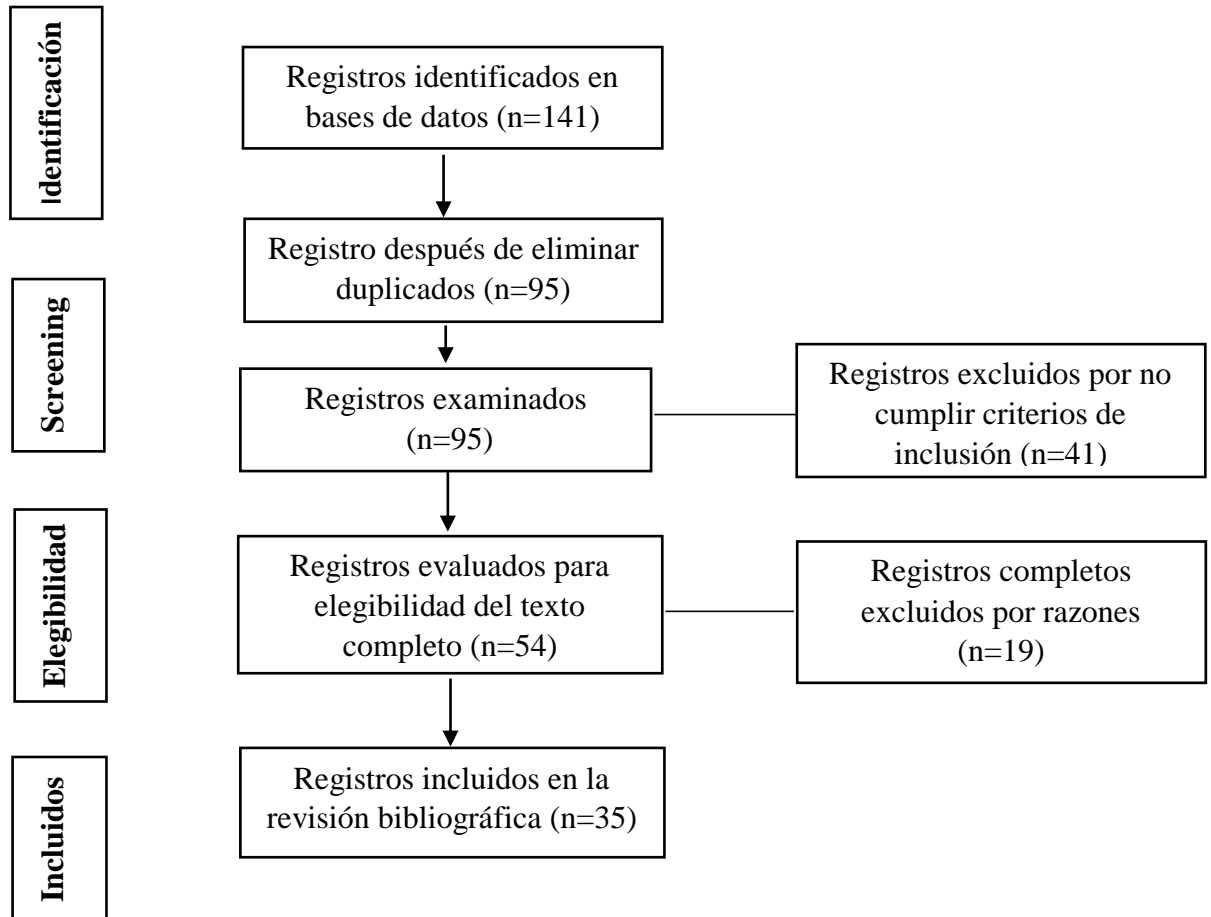 Identificación
Registros identificados en
bases de datos (n=141)
Registro después de eliminar
duplicados (n=95)
Screening
Registros examinados
(n=95)
Registros excluidos por no
cumplir criterios de
inclusión (n=41)
Elegibilidad
Registros evaluados para
elegibilidad del texto
completo (n=54)
Registros completos
excluidos por razones
(n=19)
Incluidos
Registros incluidos en la
revisión bibliográfica (n=35)